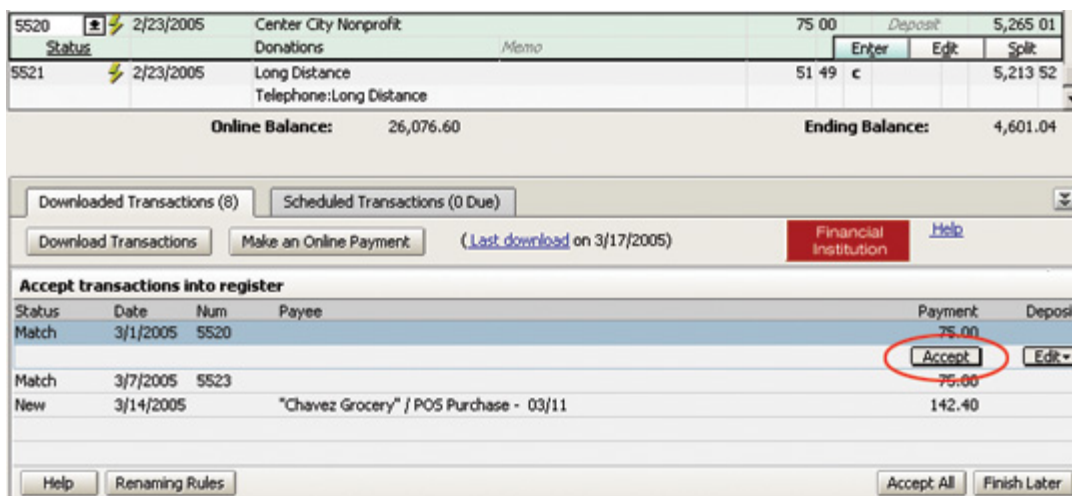 5520 2/23/2005 Center City Nonprofit 75 00 Deposit 5,265 01
Status Donations Memo Enter Edit Split
5521 2/23/2005 Long Distance 51 49 c 5,213 52
Telephone:Long Distance
Online Balance: 26,076.60 Ending Balance: 4,601.04
Downloaded Transactions (8) Scheduled Transactions (0 Due)
Download Transactions Make an Online Payment ( Last download on 3/17/2005) Financial Institution Help
Accept transactions into register
Status Date Num Payee Payment Deposi
Match 3/1/2005 5520 75.00
Accept Edit
Match 3/7/2005 5523 75.00
New 3/14/2005 "Chavez Grocery" / POS Purchase - 03/11 142.40
Help Renaming Rules Accept All Finish Later